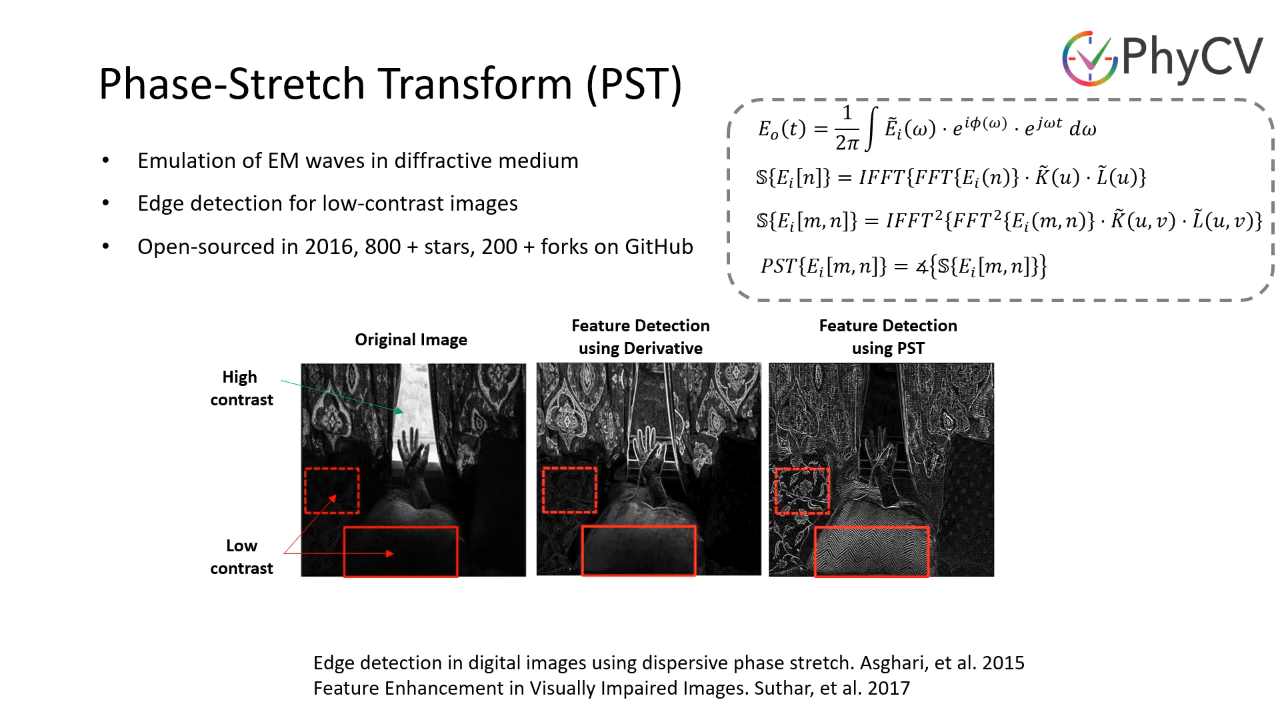 PhyCV
Phase-Stretch Transform (PST)
• Emulation of EM waves in diffractive medium
• Edge detection for low-contrast images
• Open-sourced in 2016, 800 + stars, 200 + forks on GitHub
E_o(t) = 1/2π ∫ Ẽ_i(ω) · e^{iϕ(ω)} · e^{jωt} dω
𝕊{E_i[n]} = IFFT{FFT{E_i(n)} · K̃(u) · L̃(u)}
𝕊{E_i[m, n]} = IFFT²{FFT²{E_i(m, n)} · K̃(u, v) · L̃(u, v)}
PST{E_i[m, n]} = ∡{𝕊{E_i[m, n]}}
Original Image
Feature Detection
using Derivative
Feature Detection
using PST
High
contrast
Low
contrast
Edge detection in digital images using dispersive phase stretch. Asghari, et al. 2015
Feature Enhancement in Visually Impaired Images. Suthar, et al. 2017